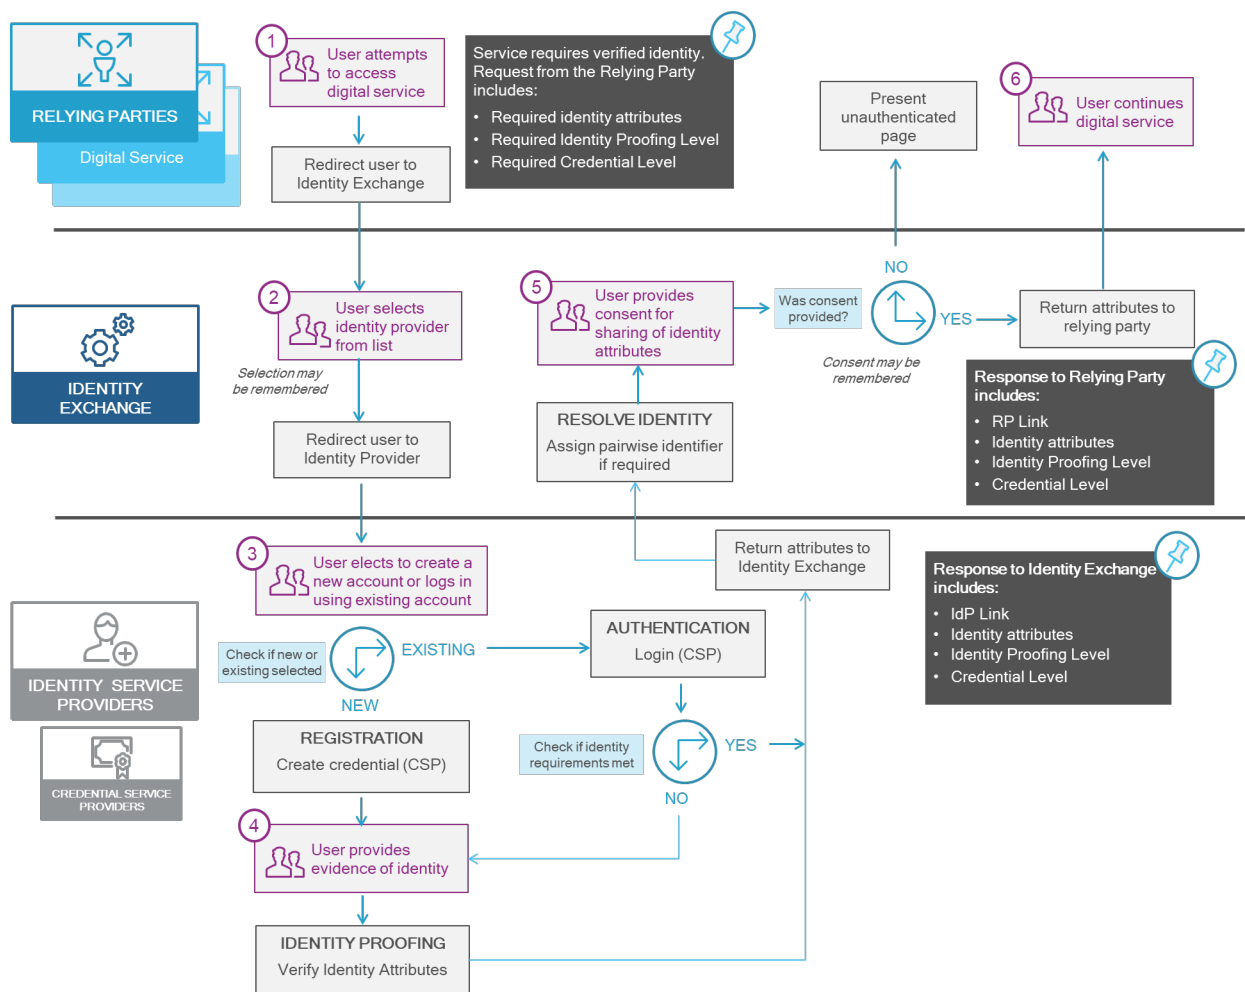 RELYING PARTIES
Digital Service
1
User attempts
to access
digital service
Redirect user to
Identity Exchange
Service requires verified identity.
Request from the Relying Party
includes:
• Required identity attributes
• Required Identity Proofing Level
• Required Credential Level
Present
unauthenticated
page
6
User continues
digital service
IDENTITY
EXCHANGE
2
User selects
identity provider
from list
Selection may
be remembered
Redirect user to
Identity Provider
5
User provides
consent for
sharing of identity
attributes
RESOLVE IDENTITY
Assign pairwise identifier
if required
Was consent
provided?
NO
YES
Consent may be
remembered
Return attributes to
relying party
Response to Relying Party
includes:
• RP Link
• Identity attributes
• Identity Proofing Level
• Credential Level
IDENTITY SERVICE
PROVIDERS
CREDENTIAL SERVICE
PROVIDERS
3
User elects to create a
new account or logs in
using existing account
Check if new or
existing selected
EXISTING
NEW
REGISTRATION
Create credential (CSP)
4
User provides
evidence of identity
IDENTITY PROOFING
Verify Identity Attributes
AUTHENTICATION
Login (CSP)
Check if identity
requirements met
YES
NO
Return attributes to
Identity Exchange
Response to Identity Exchange
includes:
• IdP Link
• Identity attributes
• Identity Proofing Level
• Credential Level